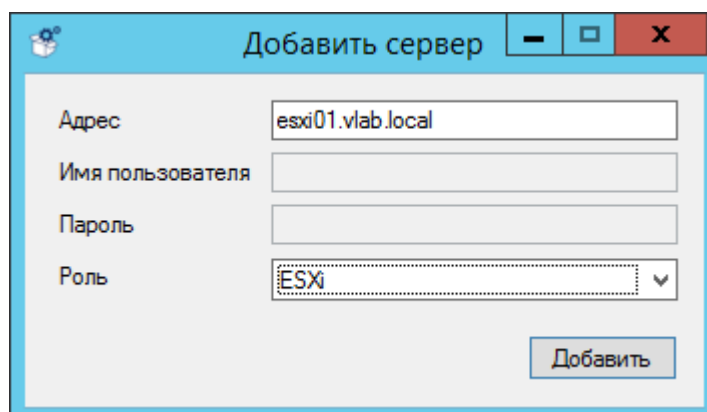 Добавить сервер
Адрес esxi01.vlab.local
Имя пользователя
Пароль
Роль ESXi
Добавить